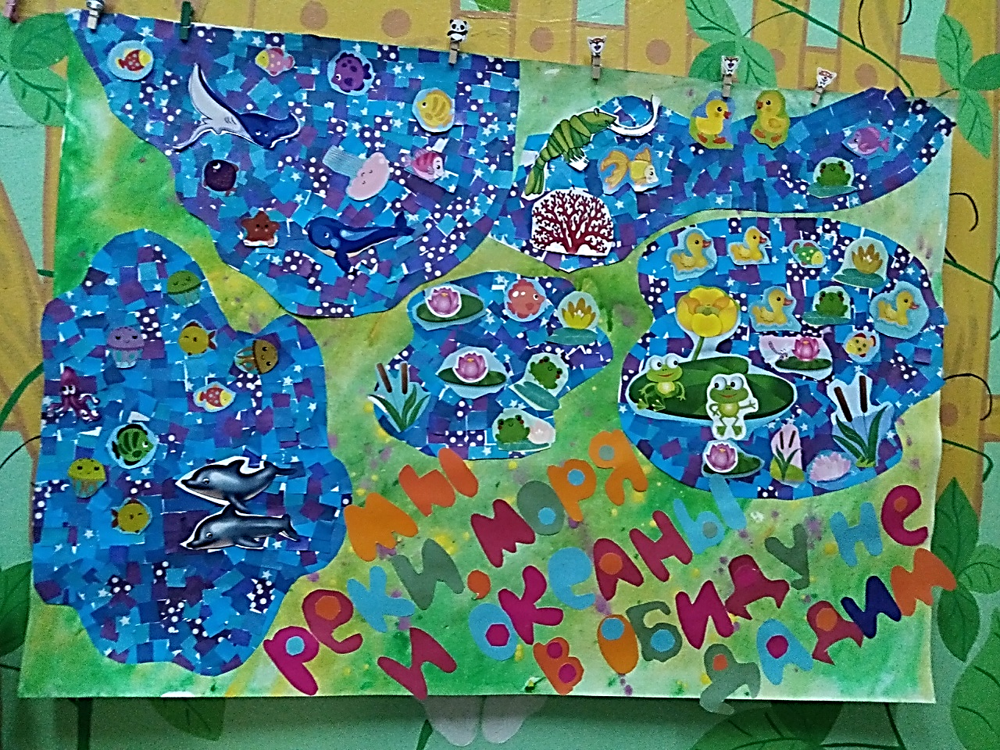 мы
реки, моря
и океаны
в обиду не
дадим